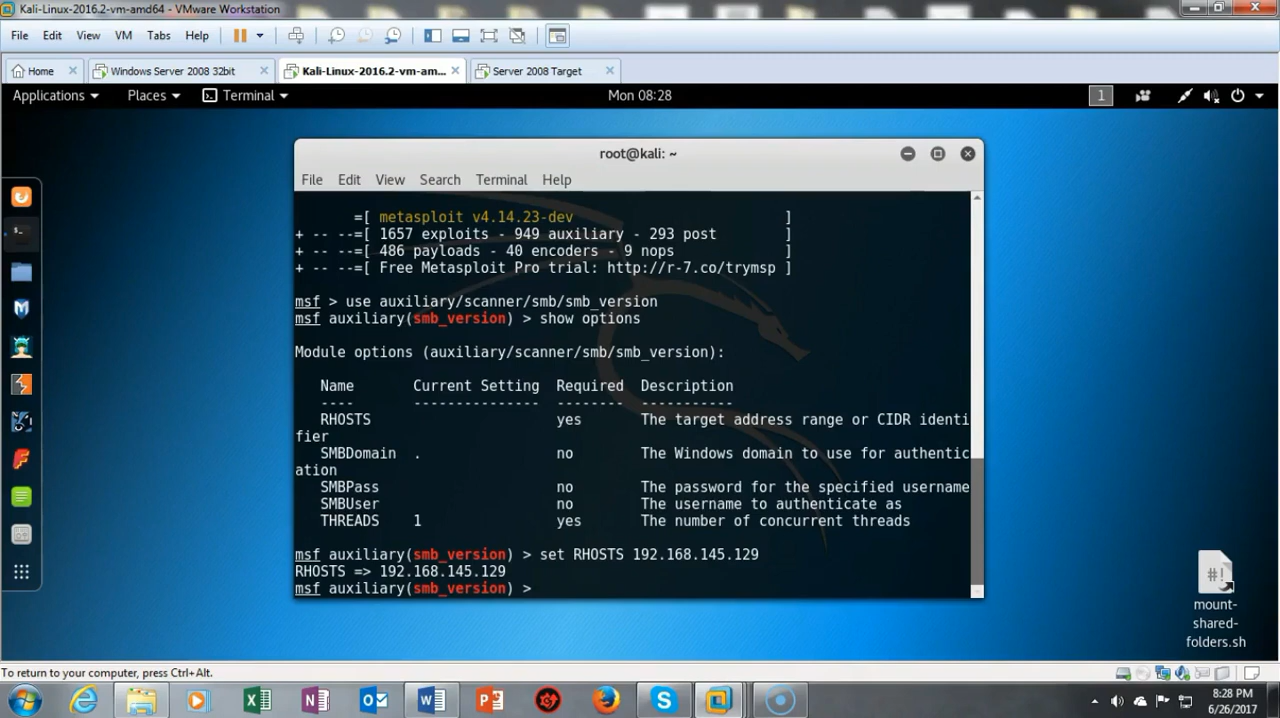 Kali-Linux-2016.2-vm-amd64 - VMware Workstation
File Edit View VM Tabs Help
Home Windows Server 2008 32bit Kali-Linux-2016.2-vm-am... Server 2008 Target
Applications Places Terminal Mon 08:28 1
root@kali: ~
File Edit View Search Terminal Help
=[ metasploit v4.14.23-dev ]
+ -- --=[ 1657 exploits - 949 auxiliary - 293 post ]
+ -- --=[ 486 payloads - 40 encoders - 9 nops ]
+ -- --=[ Free Metasploit Pro trial: http://r-7.co/trymsp ]
msf > use auxiliary/scanner/smb/smb_version
msf auxiliary(smb_version) > show options
Module options (auxiliary/scanner/smb/smb_version):
Name Current Setting Required Description
---- --------------- -------- -----------
RHOSTS yes The target address range or CIDR identi
fier
SMBDomain . no The Windows domain to use for authentic
ation
SMBPass no The password for the specified username
SMBUser no The username to authenticate as
THREADS 1 yes The number of concurrent threads
msf auxiliary(smb_version) > set RHOSTS 192.168.145.129
RHOSTS => 192.168.145.129
msf auxiliary(smb_version) >
#!
mount-
shared-
folders.sh
To return to your computer, press Ctrl+Alt.
8:28 PM
6/26/2017